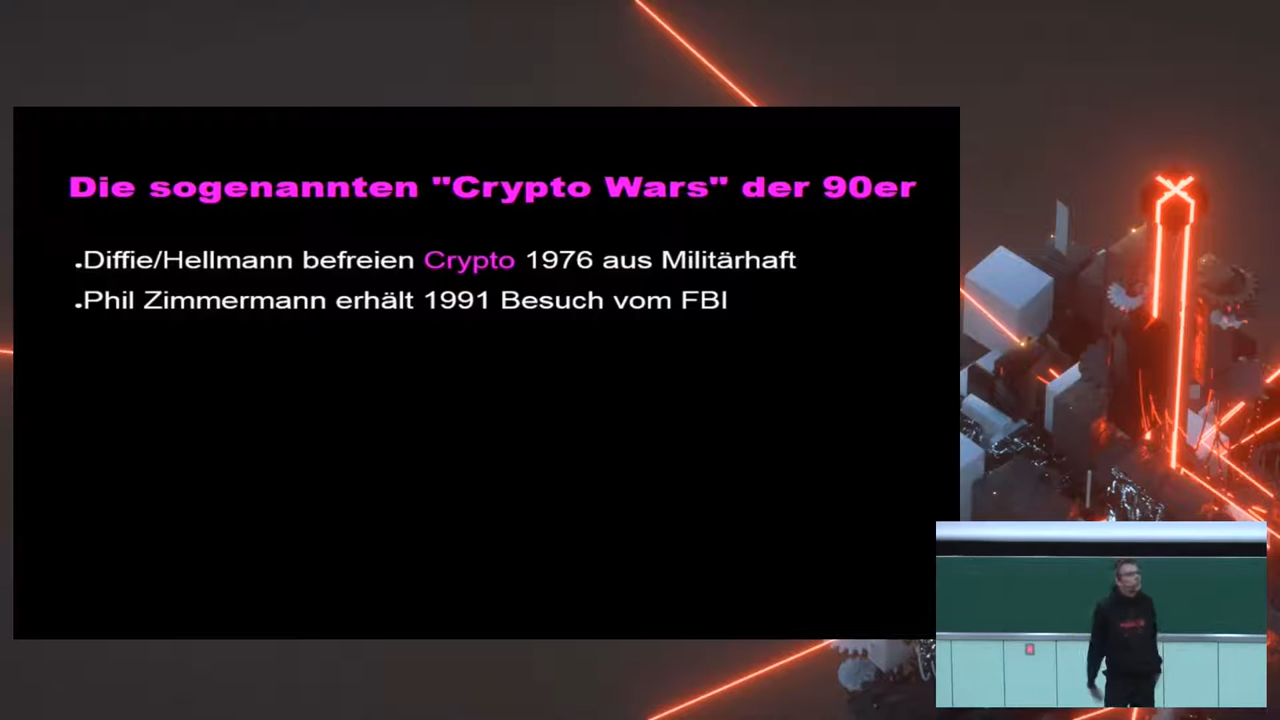 Die sogenannten "Crypto Wars" der 90er
.Diffie/Hellmann befreien Crypto 1976 aus Militärhaft
.Phil Zimmermann erhält 1991 Besuch vom FBI